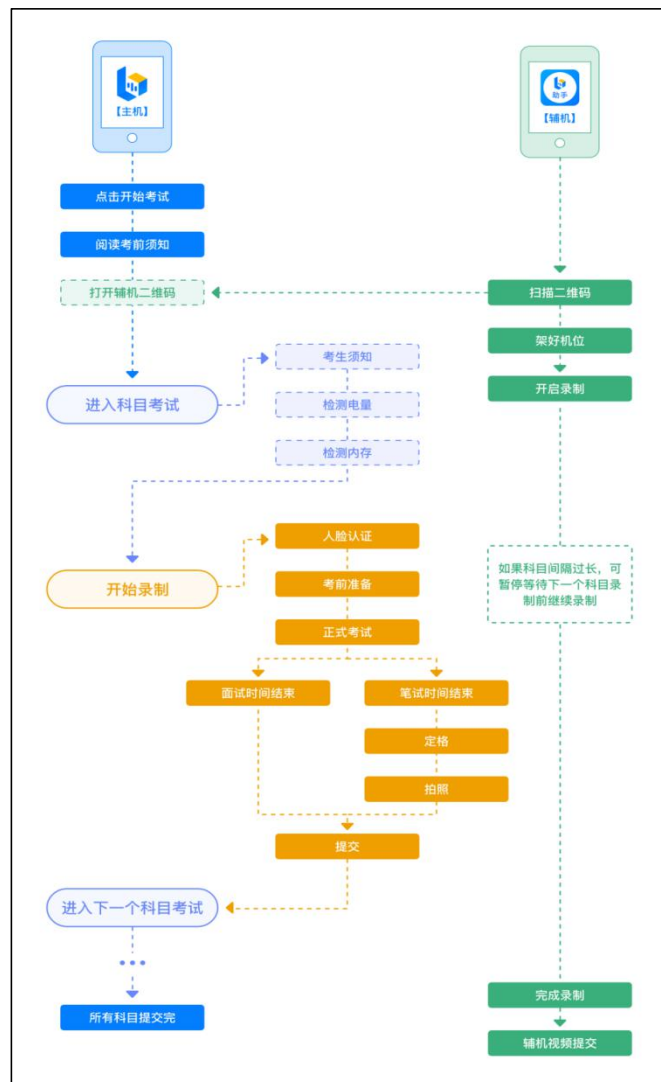 【主机】
助手
【辅机】
点击开始考试
阅读考前须知
打开辅机二维码
扫描二维码
架好机位
开启录制
进入科目考试
考生须知
检测电量
检测内存
开始录制
人脸认证
考前准备
正式考试
如果科目间隔过长，可
暂停等待下一个科目录
制前继续录制
面试时间结束
笔试时间结束
定格
拍照
提交
进入下一个科目考试
•••
所有科目提交完
完成录制
辅机视频提交